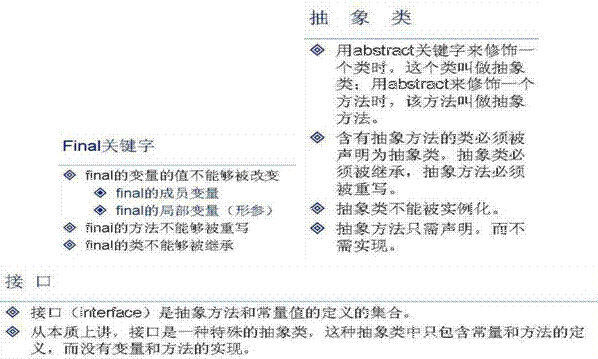 Final关键字
final的变量的值不能够被改变
final的成员变量
final的局部变量（形参）
final的方法不能够被重写
final的类不能够被继承
抽 象 类
用abstract关键字来修饰一
个类时，这个类叫做抽象
类；用abstract来修饰一个
方法时，该方法叫做抽象
方法。
含有抽象方法的类必须被
声明为抽象类，抽象类必
须被继承，抽象方法必须
被重写。
抽象类不能被实例化。
抽象方法只需声明，而不
需实现。
接 口
接口（interface）是抽象方法和常量值的定义的集合。
从本质上讲，接口是一种特殊的抽象类，这种抽象类中只包含常量和方法的定
义，而没有变量和方法的实现。